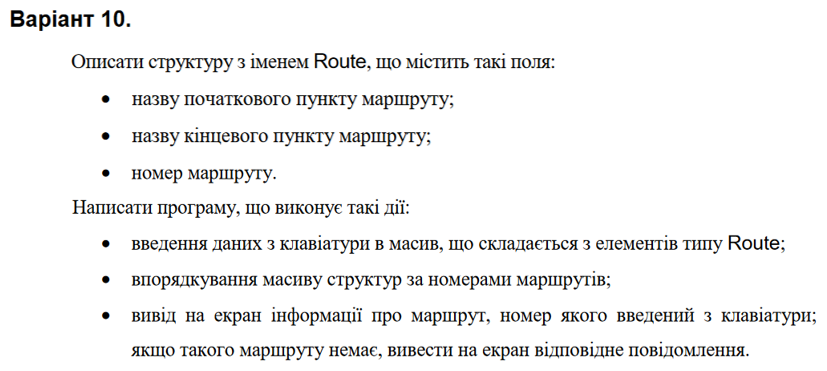 Варіант 10.
Описати структуру з іменем Route, що містить такі поля:
• назву початкового пункту маршруту;
• назву кінцевого пункту маршруту;
• номер маршруту.
Написати програму, що виконує такі дії:
• введення даних з клавіатури в масив, що складається з елементів типу Route;
• впорядкування масиву структур за номерами маршрутів;
• вивід на екран інформації про маршрут, номер якого введений з клавіатури;
якщо такого маршруту немає, вивести на екран відповідне повідомлення.